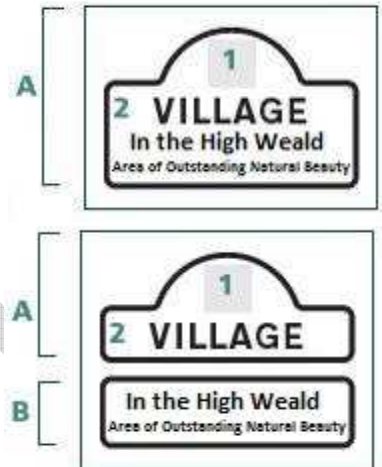 A
1
2 VILLAGE
In the High Weald
Area of Outstanding Natural Beauty
A
1
2 VILLAGE
B
In the High Weald
Area of Outstanding Natural Beauty